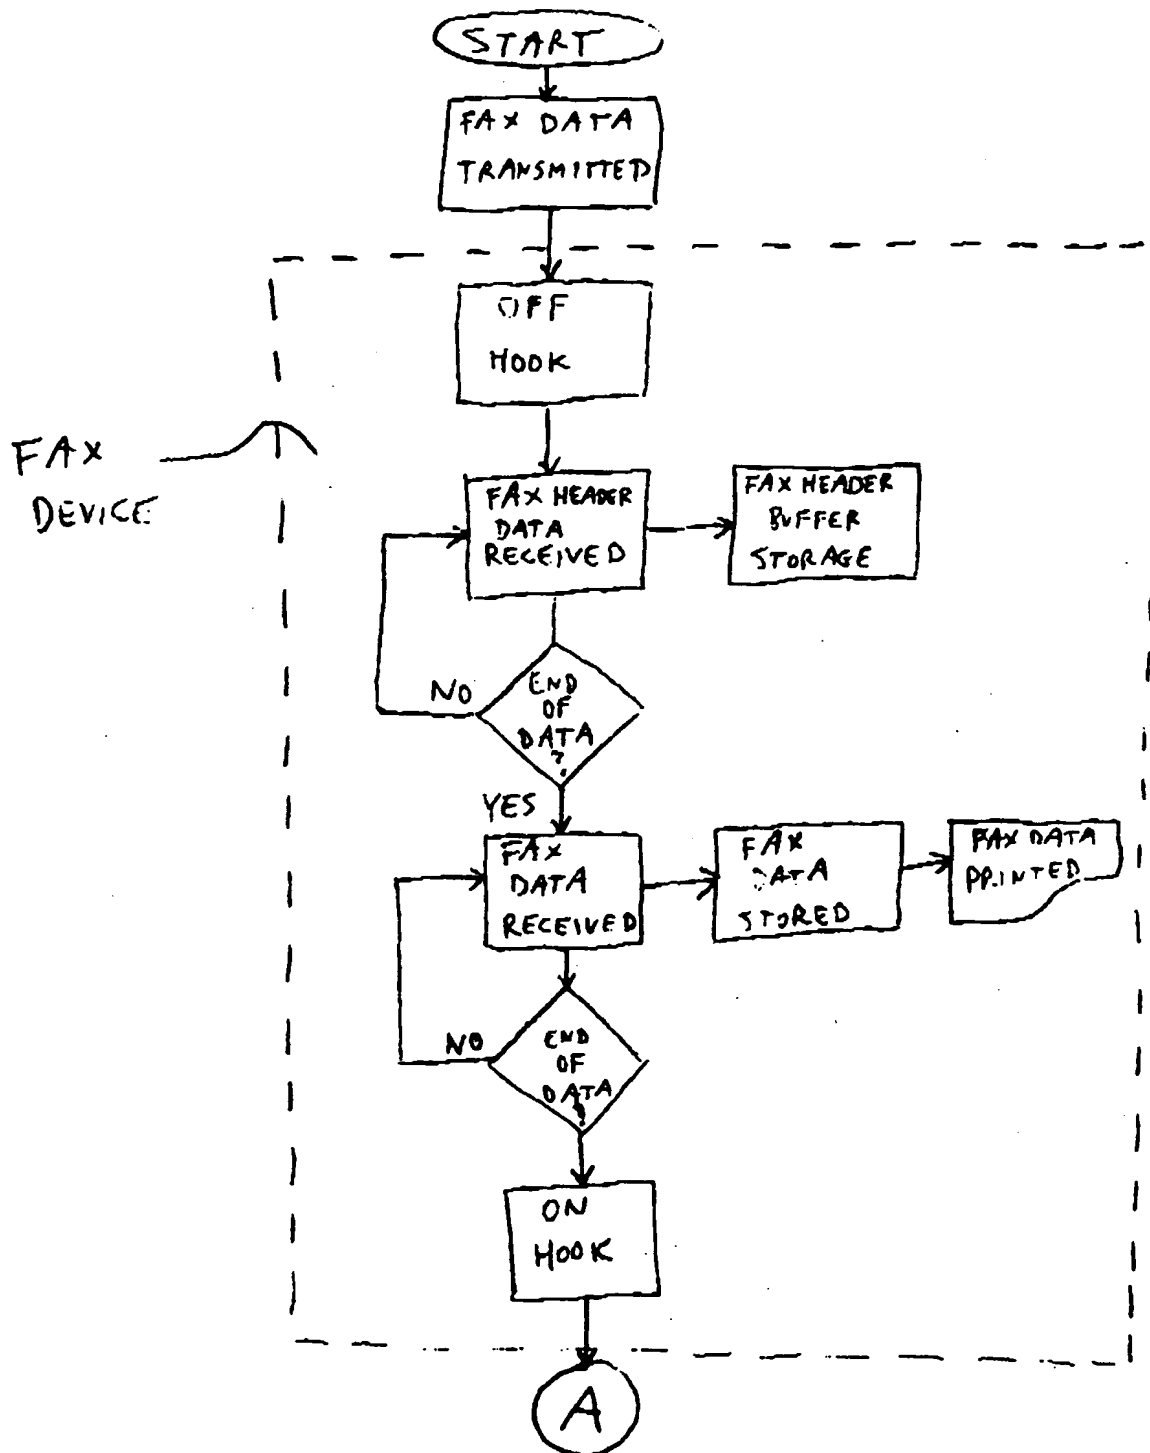 START
FAX DATA
TRANSMITTED
OFF
HOOK
FAX
DEVICE
FAX HEADER
DATA
RECEIVED
FAX HEADER
BUFFER
STORAGE
NO
END
OF
DATA
?
YES
FAX
DATA
RECEIVED
FAX
DATA
STORED
FAX DATA
PRINTED
NO
END
OF
DATA
?
ON
HOOK
A